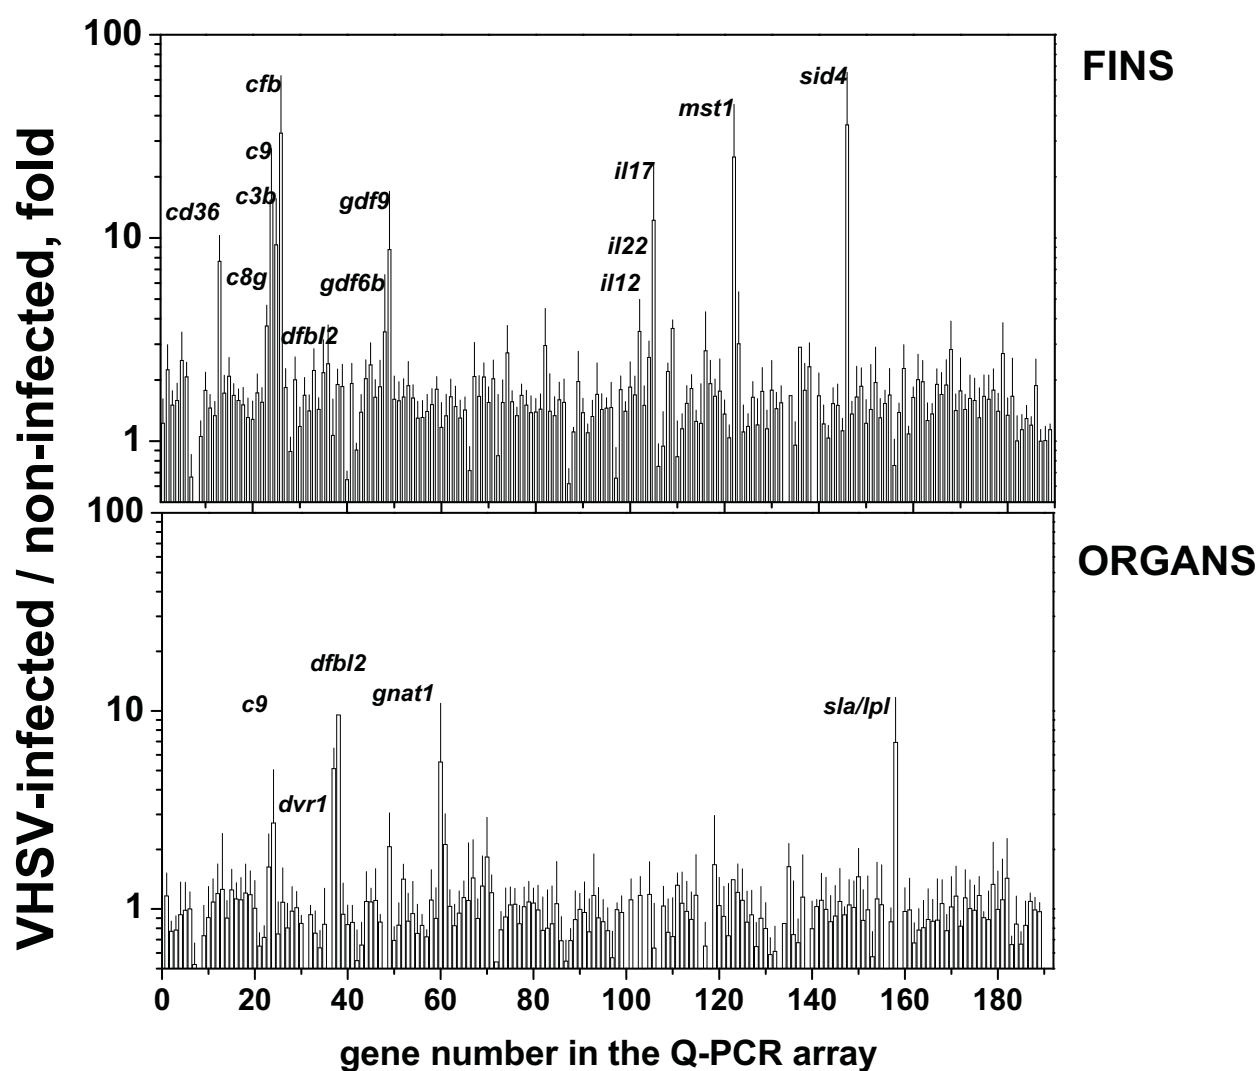 VHSV-infected / non-infected, fold
FINS
100
10
1
cfb
c9
c3b
cd36
c8g
dfbl2
gdf9
gdf6b
il17
il22
il12
mst1
sid4
ORGANS
100
10
1
c9
dvr1
dfbl2
gnat1
sla/lpl
0 20 40 60 80 100 120 140 160 180
gene number in the Q-PCR array